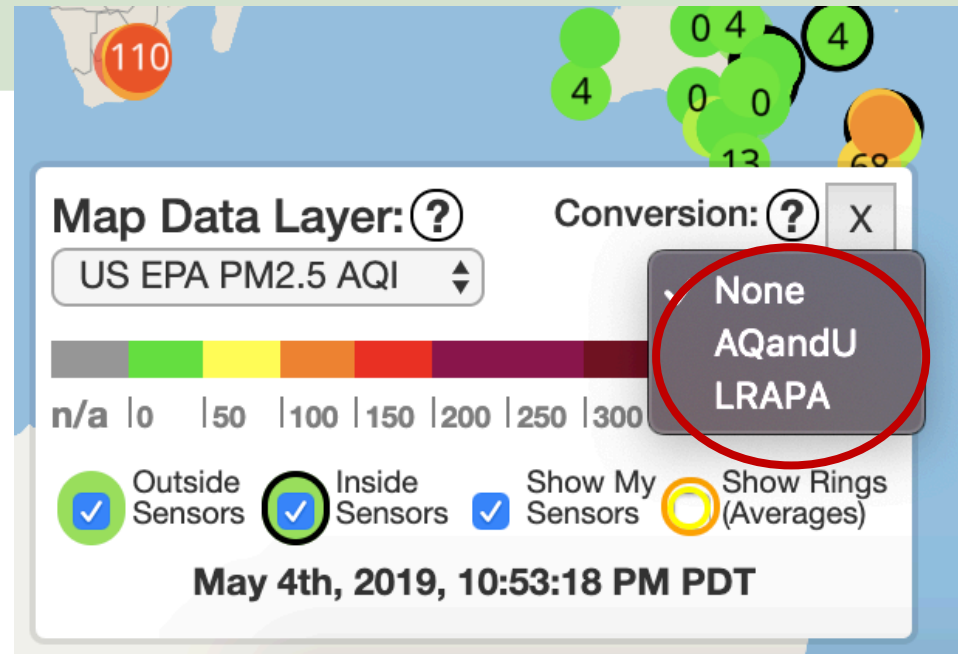 110
0 4
4
4
0
0
13
68
Map Data Layer: ?
Conversion: ?
X
US EPA PM2.5 AQI
None
AQandU
LRAPA
n/a |0 |50 |100 |150 |200 |250 |300
Outside
Sensors
Inside
Sensors
Show My
Sensors
Show Rings
(Averages)
May 4th, 2019, 10:53:18 PM PDT